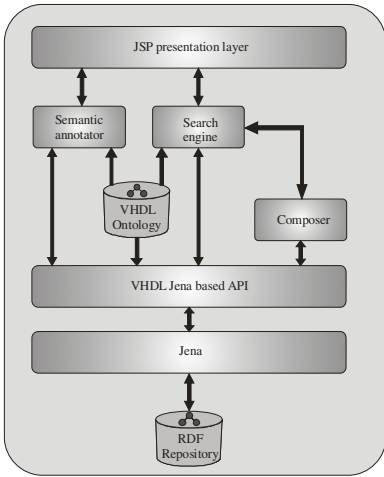 JSP presentation layer
Semantic
annotator
Search
engine
VHDL
Ontology
Composer
VHDL Jena based API
Jena
RDF
Repository